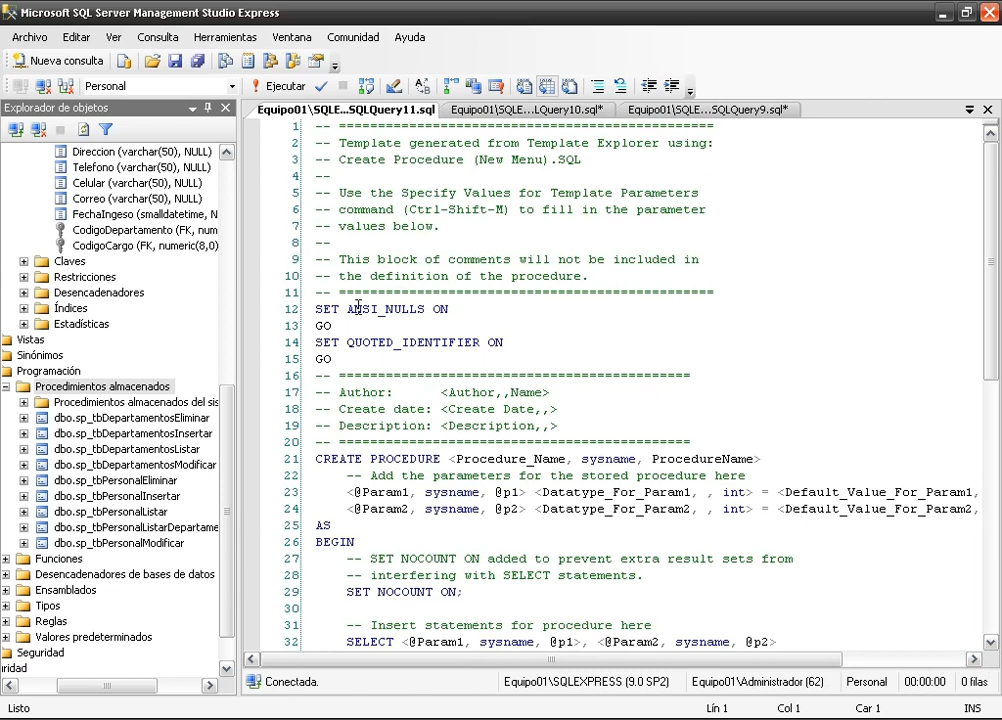 Microsoft SQL Server Management Studio Express
Archivo Editar Ver Consulta Herramientas Ventana Comunidad Ayuda
Nueva consulta
Personal Ejecutar
Explorador de objetos
Equipo01\SQLE...SQLQuery11.sql Equipo01\SQLE....LQuery10.sql* Equipo01\SQLE....SQLQuery9.sql*
Direccion (varchar(50), NULL)
Telefono (varchar(50), NULL)
Celular (varchar(50), NULL)
Correo (varchar(50), NULL)
FechaIngeso (smalldatetime, N
CodigoDepartamento (FK, num
CodigoCargo (FK, numeric(8,0)
Claves
Restricciones
Desencadenadores
Índices
Estadísticas
Vistas
Sinónimos
Programación
Procedimientos almacenados
Procedimientos almacenados del sis
dbo.sp_tbDepartamentosEliminar
dbo.sp_tbDepartamentosInsertar
dbo.sp_tbDepartamentosListar
dbo.sp_tbDepartamentosModificar
dbo.sp_tbPersonalEliminar
dbo.sp_tbPersonalInsertar
dbo.sp_tbPersonalListar
dbo.sp_tbPersonalListarDepartame
dbo.sp_tbPersonalModificar
Funciones
Desencadenadores de bases de datos
Ensamblados
Tipos
Reglas
Valores predeterminados
Seguridad
ridad
1 -- ================================================
2 -- Template generated from Template Explorer using:
3 -- Create Procedure (New Menu).SQL
4 --
5 -- Use the Specify Values for Template Parameters
6 -- command (Ctrl-Shift-M) to fill in the parameter
7 -- values below.
8 --
9 -- This block of comments will not be included in
10 -- the definition of the procedure.
11 -- ================================================
12 SET ANSI_NULLS ON
13 GO
14 SET QUOTED_IDENTIFIER ON
15 GO
16 -- =============================================
17 -- Author: <Author,,Name>
18 -- Create date: <Create Date,,>
19 -- Description: <Description,,>
20 -- =============================================
21 CREATE PROCEDURE <Procedure_Name, sysname, ProcedureName>
22 -- Add the parameters for the stored procedure here
23 <@Param1, sysname, @p1> <Datatype_For_Param1, , int> = <Default_Value_For_Param1,
24 <@Param2, sysname, @p2> <Datatype_For_Param2, , int> = <Default_Value_For_Param2,
25 AS
26 BEGIN
27 -- SET NOCOUNT ON added to prevent extra result sets from
28 -- interfering with SELECT statements.
29 SET NOCOUNT ON;
30
31 -- Insert statements for procedure here
32 SELECT <@Param1, sysname, @p1>, <@Param2, sysname, @p2>
Conectada. Equipo01\SQLEXPRESS (9.0 SP2) Equipo01\Administrador (62) Personal 00:00:00 0 filas
Listo Lín 1 Col 1 Car 1 INS